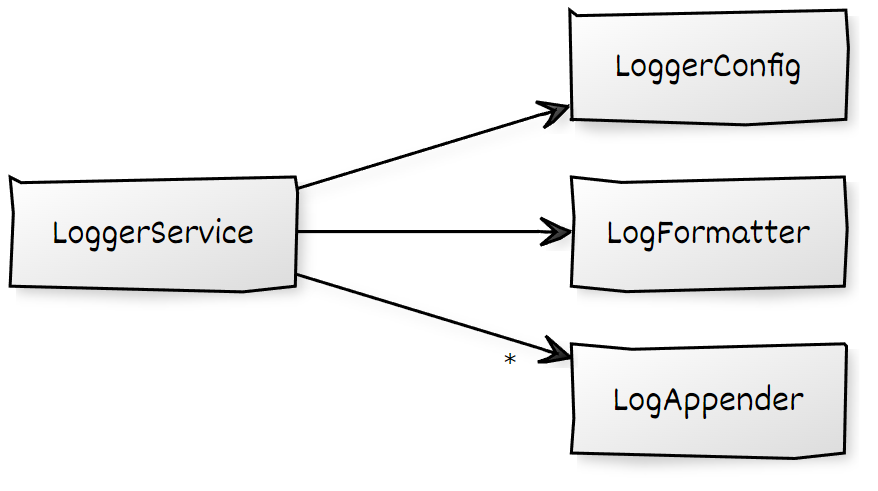 LoggerConfig
LoggerService
LogFormatter
*
LogAppender